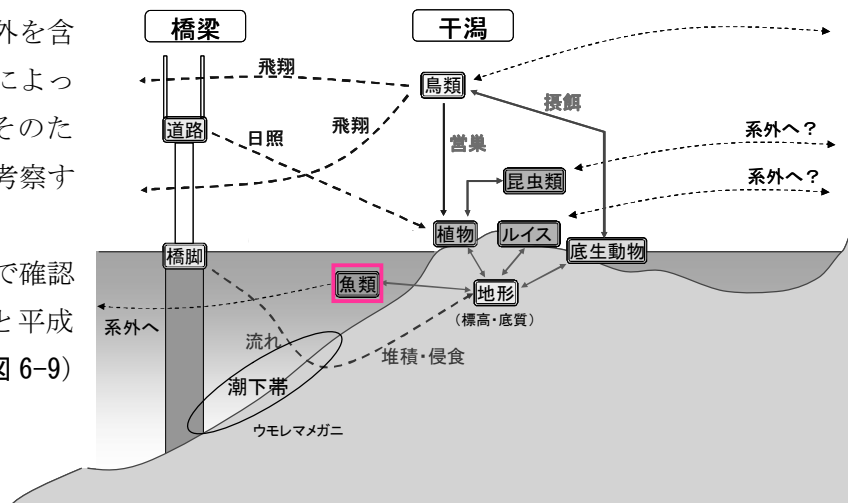 外を含
によっ
そのた
考察す
で確認
と平成
図 6-9)
橋梁
干潟
飛翔
鳥類
摂餌
道路
日照
飛翔
営巣
系外へ?
昆虫類
系外へ?
植物
ルイス
底生動物
橋脚
魚類
地形
(標高・底質)
系外へ
流れ
堆積・侵食
潮下帯
ウモレマメガニ